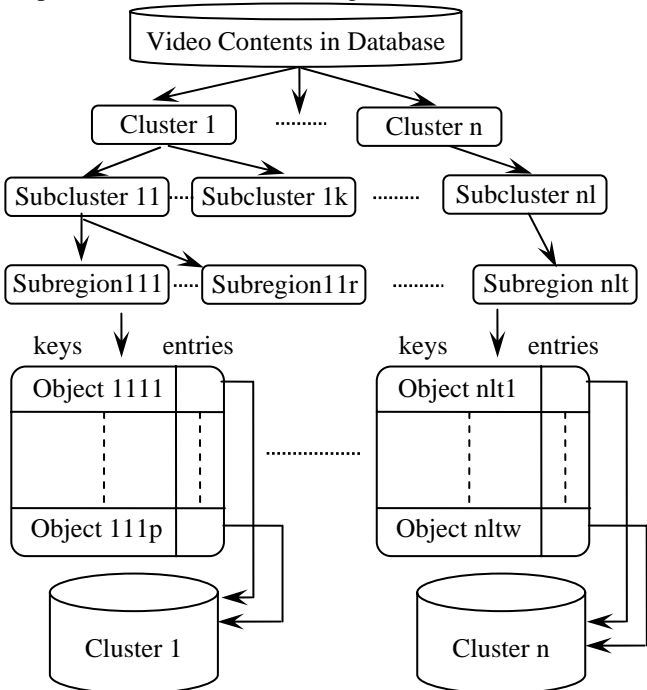 Video Contents in Database
Cluster 1
Cluster n
Subcluster 11
Subcluster 1k
Subcluster nl
Subregion111
Subregion11r
Subregion nlt
keys entries
keys entries
Object 1111
Object nlt1
Object 111p
Object nltw
Cluster 1
Cluster n